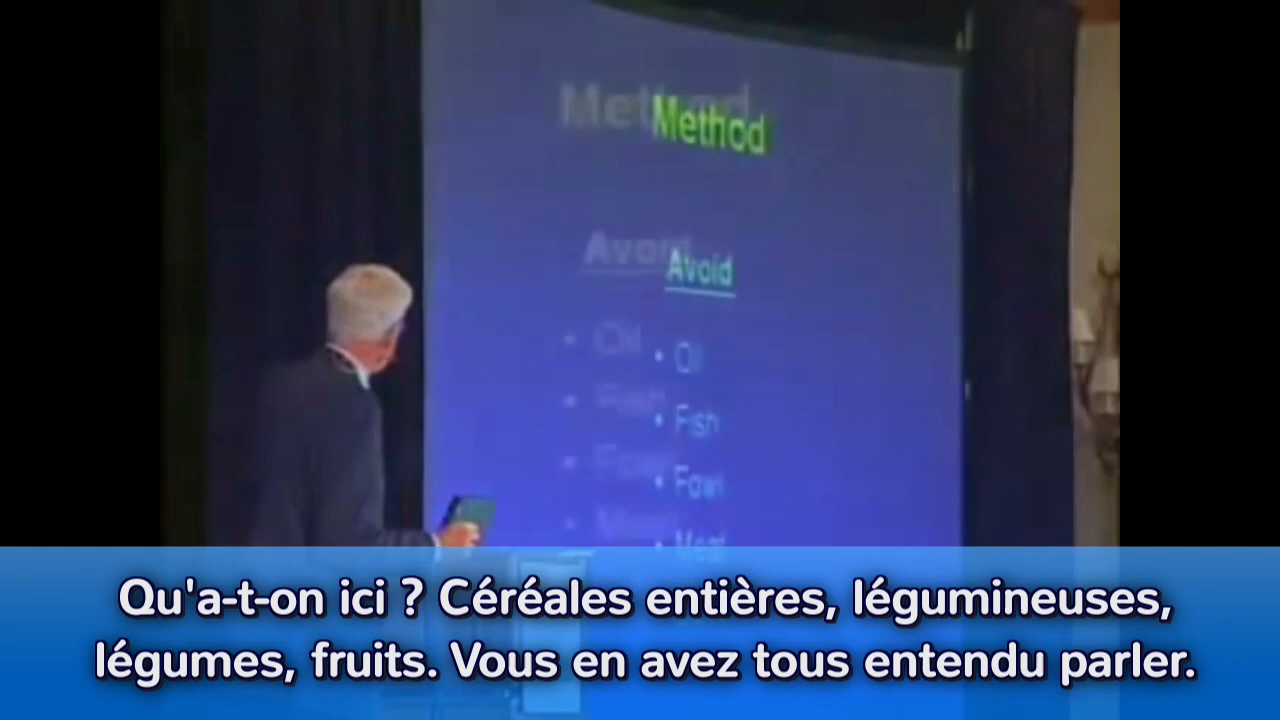 Method
Avoid
• Oil
• Fish
• Fowl
• Meat
Qu'a-t-on ici ? Céréales entières, légumineuses,
légumes, fruits. Vous en avez tous entendu parler.